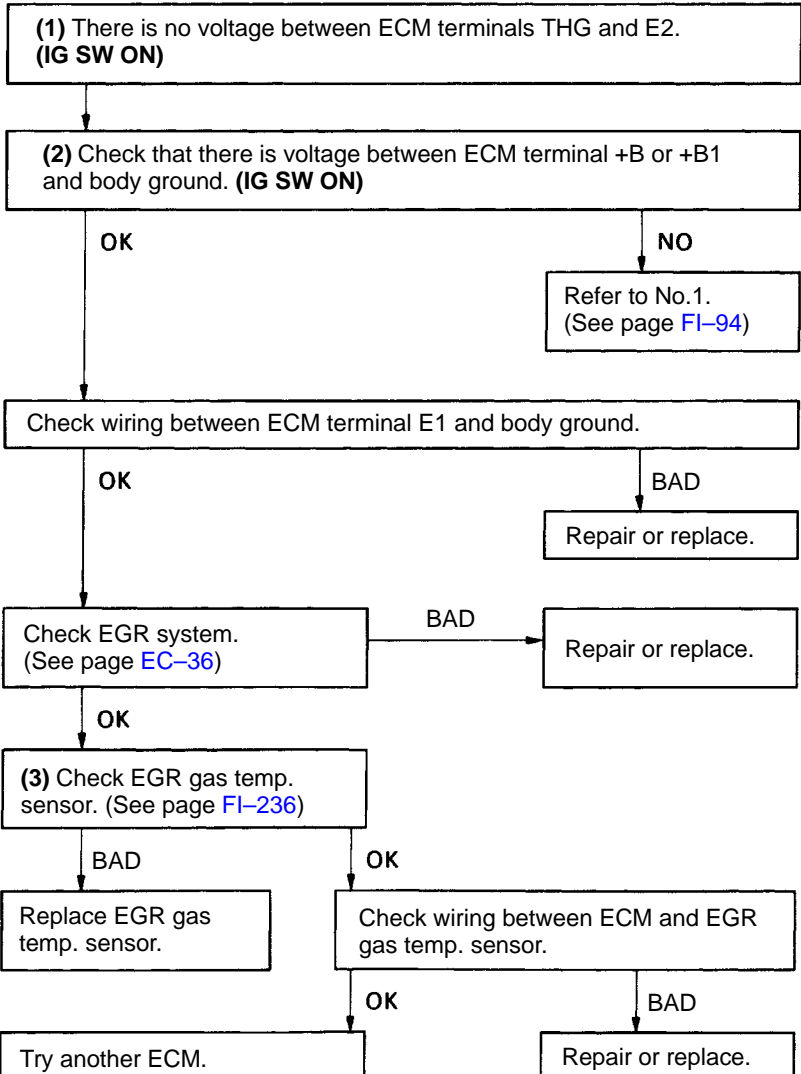 (1) There is no voltage between ECM terminals THG and E2.
(IG SW ON)
(2) Check that there is voltage between ECM terminal +B or +B1
and body ground. (IG SW ON)
OK
NO
Refer to No.1.
(See page FI–94)
Check wiring between ECM terminal E1 and body ground.
OK
BAD
Repair or replace.
Check EGR system.
(See page EC–36)
BAD
Repair or replace.
OK
(3) Check EGR gas temp.
sensor. (See page FI–236)
BAD
OK
Replace EGR gas
temp. sensor.
Check wiring between ECM and EGR
gas temp. sensor.
OK
BAD
Try another ECM.
Repair or replace.